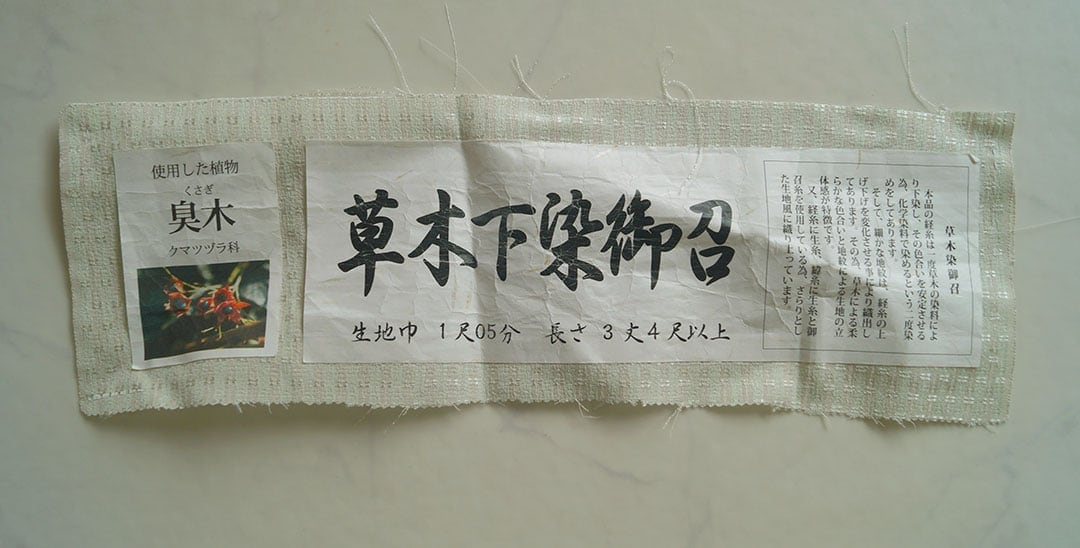 使用した植物
くさぎ
臭木
クマツヅラ科
草木下染御召
生地巾 1尺05分 長さ 3丈4尺以上
草木染御召
本品の経糸は一度草木の染料によ
り下染し、その色合いを安定させる
為、化学染料で染めるという二度染
めをしてあります。
そして、細かな地紋は、経糸の上
げ下げを変化させる事により織出し
てあります。その為、草木による柔
らかな色合いと地紋による生地の立
体感が特徴です。
又、経糸に生糸、緯糸に生糸と御
召糸を使用している為、さらりとし
た生地風に織り上っています。